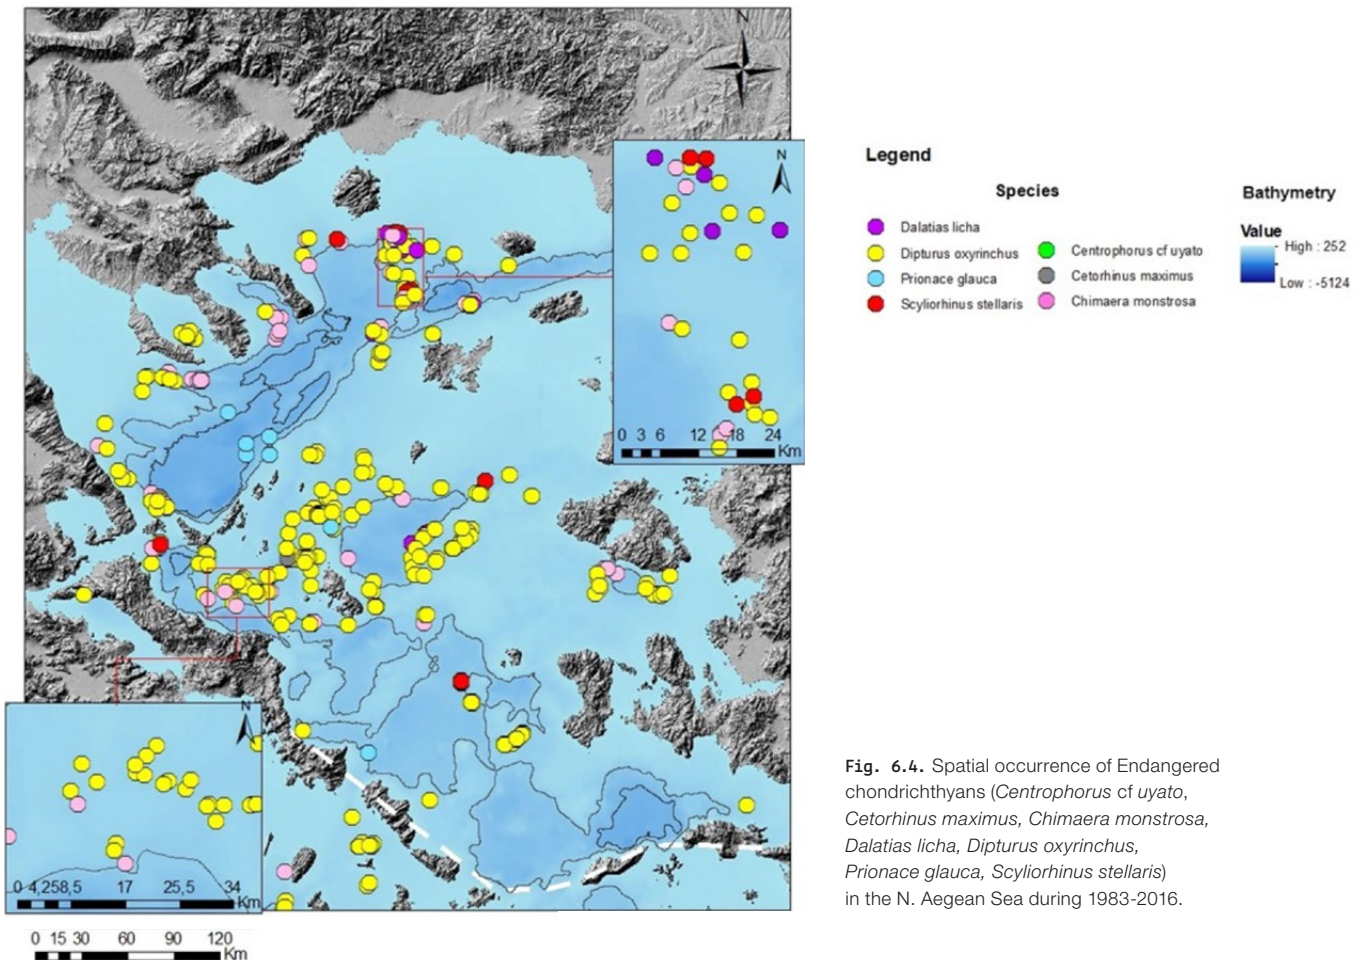 N
N
0 3 6 12 18 24
Km
N
0 4,258,5 17 25,5 34
Km
0 15 30 60 90 120
Km
Legend
Species
Dalatias licha
Dipturus oxyrinchus
Prionace glauca
Scyliorhinus stellaris
Centrophorus cf uyato
Cetorhinus maximus
Chimaera monstrosa
Bathymetry
Value
High : 252
Low : -5124
Fig. 6.4. Spatial occurrence of Endangered
chondrichthyans (Centrophorus cf uyato,
Cetorhinus maximus, Chimaera monstrosa,
Dalatias licha, Dipturus oxyrinchus,
Prionace glauca, Scyliorhinus stellaris)
in the N. Aegean Sea during 1983-2016.